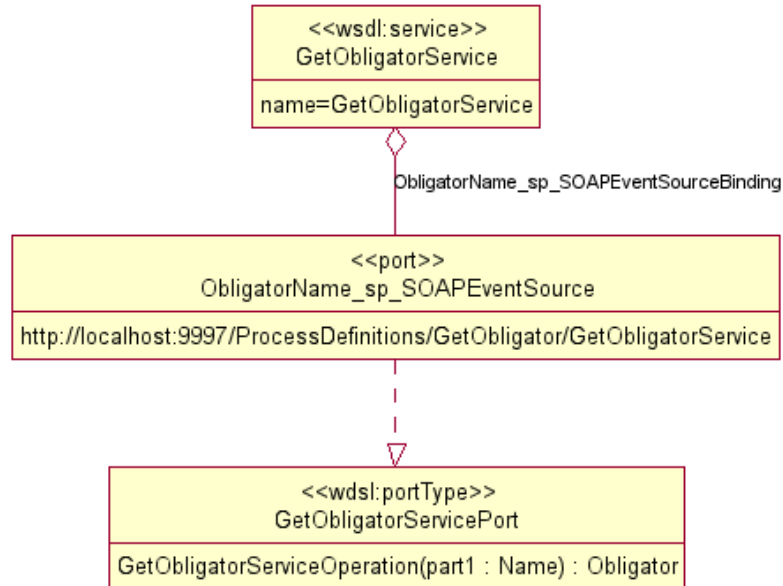 <<wsdl:service>>
GetObligatorService
name=GetObligatorService
ObligatorName_sp_SOAPEventSourceBinding
<<port>>
ObligatorName_sp_SOAPEventSource
http://localhost:9997/ProcessDefinitions/GetObligator/GetObligatorService
<<wdsl:portType>>
GetObligatorServicePort
GetObligatorServiceOperation(part1 : Name) : Obligator